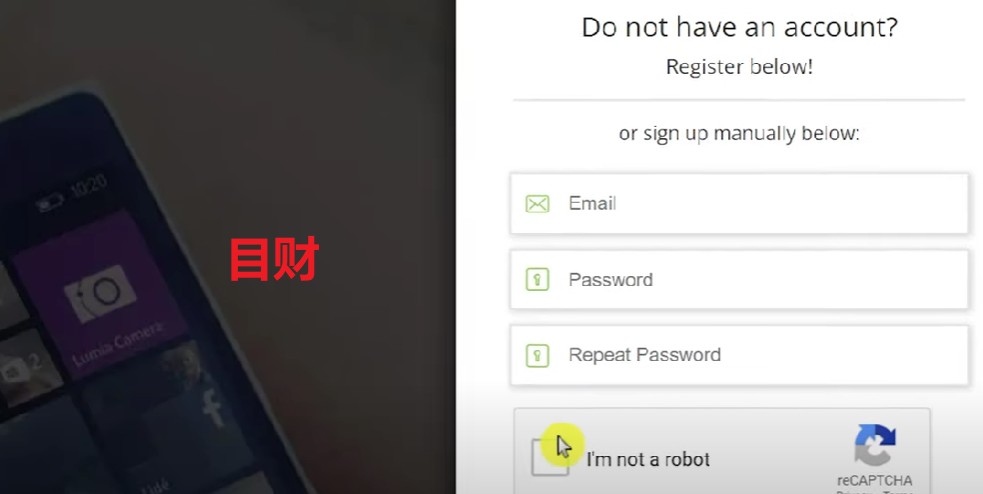 10:20
Lumia Camera
2
f
Lidé
目财
Do not have an account?
Register below!
or sign up manually below:
Email
Password
Repeat Password
I'm not a robot
reCAPTCHA